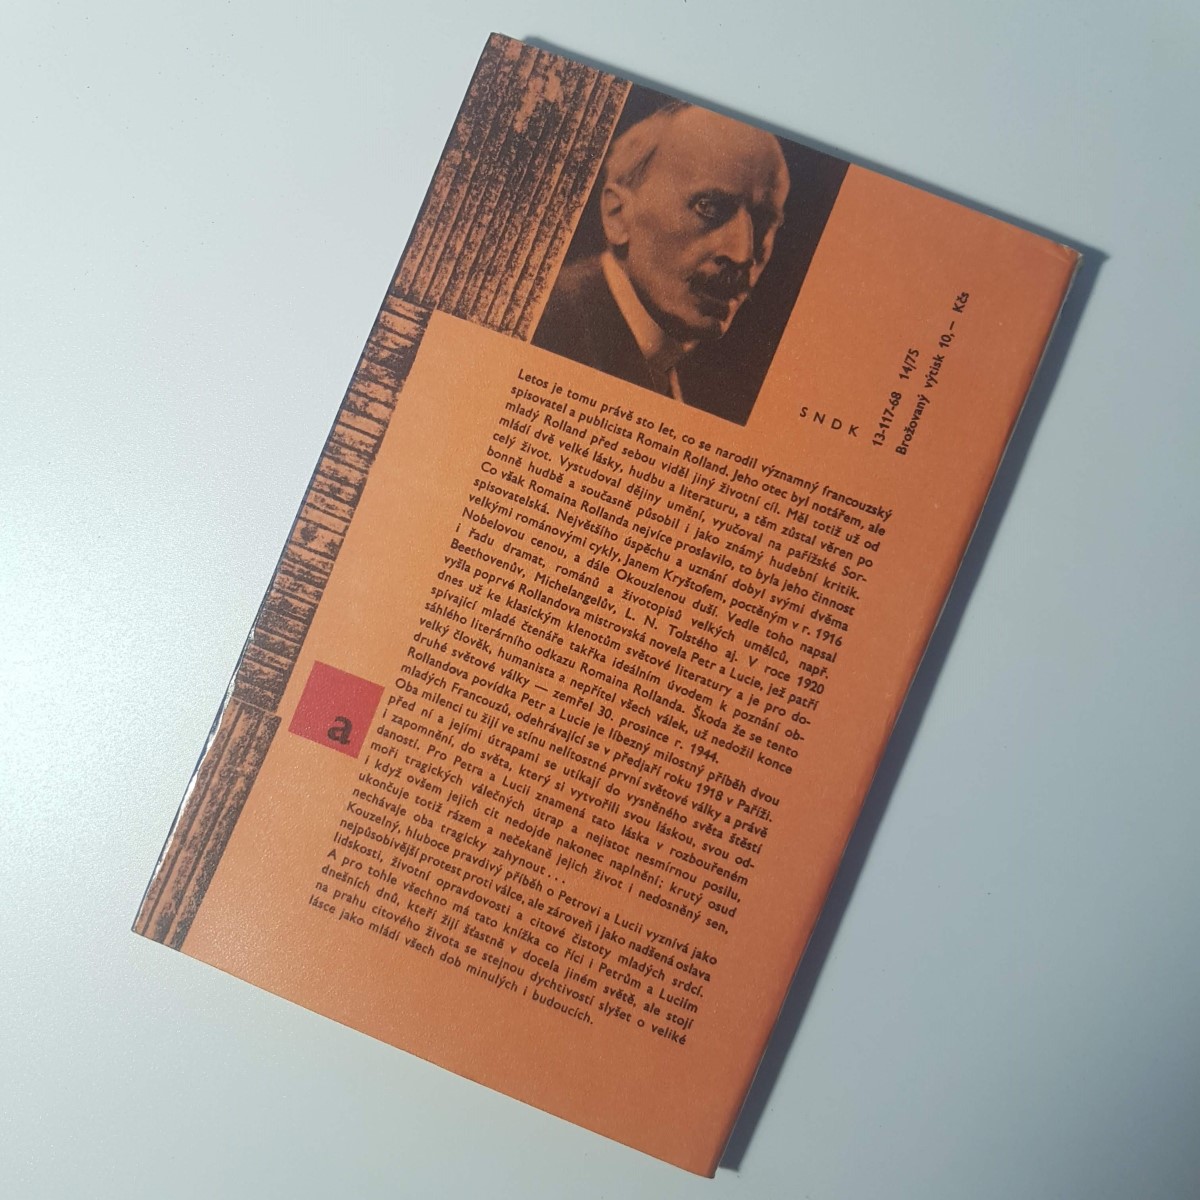 SNDK
13-117-68 14/75
Brožovaný výtisk 10,– Kčs
Letos je tomu právě sto let, co se narodil významný francouzský
spisovatel a publicista Romain Rolland. Jeho otec byl notářem, ale
mladý Rolland před sebou viděl jiný životní cíl. Měl totiž už od
mládí dvě velké lásky, hudbu a literaturu, a těm zůstal věren po
celý život. Vystudoval dějiny umění, vyučoval na pařížské Sor-
bonně hudbě a současně působil i jako známý hudební kritik.
Co však Romaina Rollanda nejvíce proslavilo, to byla jeho činnost
spisovatelská. Největšího úspěchu a uznání dobyl svými dvěma
velkými románovými cykly, Janem Kryštofem, poctěným v r. 1916
Nobelovou cenou, a dále Okouzlenou duší. Vedle toho napsal
i řadu dramat, románů a životopisů velkých umělců, např.
Beethovenův, Michelangelův, L. N. Tolstého aj. V roce 1920
vyšla poprvé Rollandova mistrovská novela Petr a Lucie, jež patří
dnes už ke klasickým klenotům světové literatury a je pro do-
spívající mladé čtenáře takřka ideálním úvodem k poznání ob-
sáhlého literárního odkazu Romaina Rollanda. Škoda že se tento
velký člověk, humanista a nepřítel všech válek, už nedožil konce
druhé světové války — zemřel 30. prosince r. 1944.
Rollandova povídka Petr a Lucie je líbezný milostný příběh dvou
mladých Francouzů, odehrávající se v předjaří roku 1918 v Paříži.
Oba milenci tu žijí ve stínu nelítostné první světové války a právě
před ní a jejími útrapami se utíkají do vysněného světa štěstí
i zapomnění, do světa, který si vytvořili svou láskou, svou od-
daností. Pro Petra a Lucii znamená tato láska v rozbouřeném
moři tragických válečných útrap a nejistot nesmírnou posilu,
i když ovšem jejich cit nedojde nakonec naplnění; krutý osud
ukončuje totiž rázem a nečekaně jejich život i nedosněný sen,
nechávaje oba tragicky zahynout...
Kouzelný, hluboce pravdivý příběh o Petrovi a Lucii vyznívá jako
nejpůsobivější protest proti válce, ale zároveň i jako nadšená oslava
lidskosti, životní opravdovosti a citové čistoty mladých srdcí.
A pro tohle všechno má tato knížka co říci i Petrům a Luciím
dnešních dnů, kteří žijí šťastně v docela jiném světě, ale stojí
na prahu citového života se stejnou dychtivostí slyšet o veliké
lásce jako mládí všech dob minulých i budoucích.
a